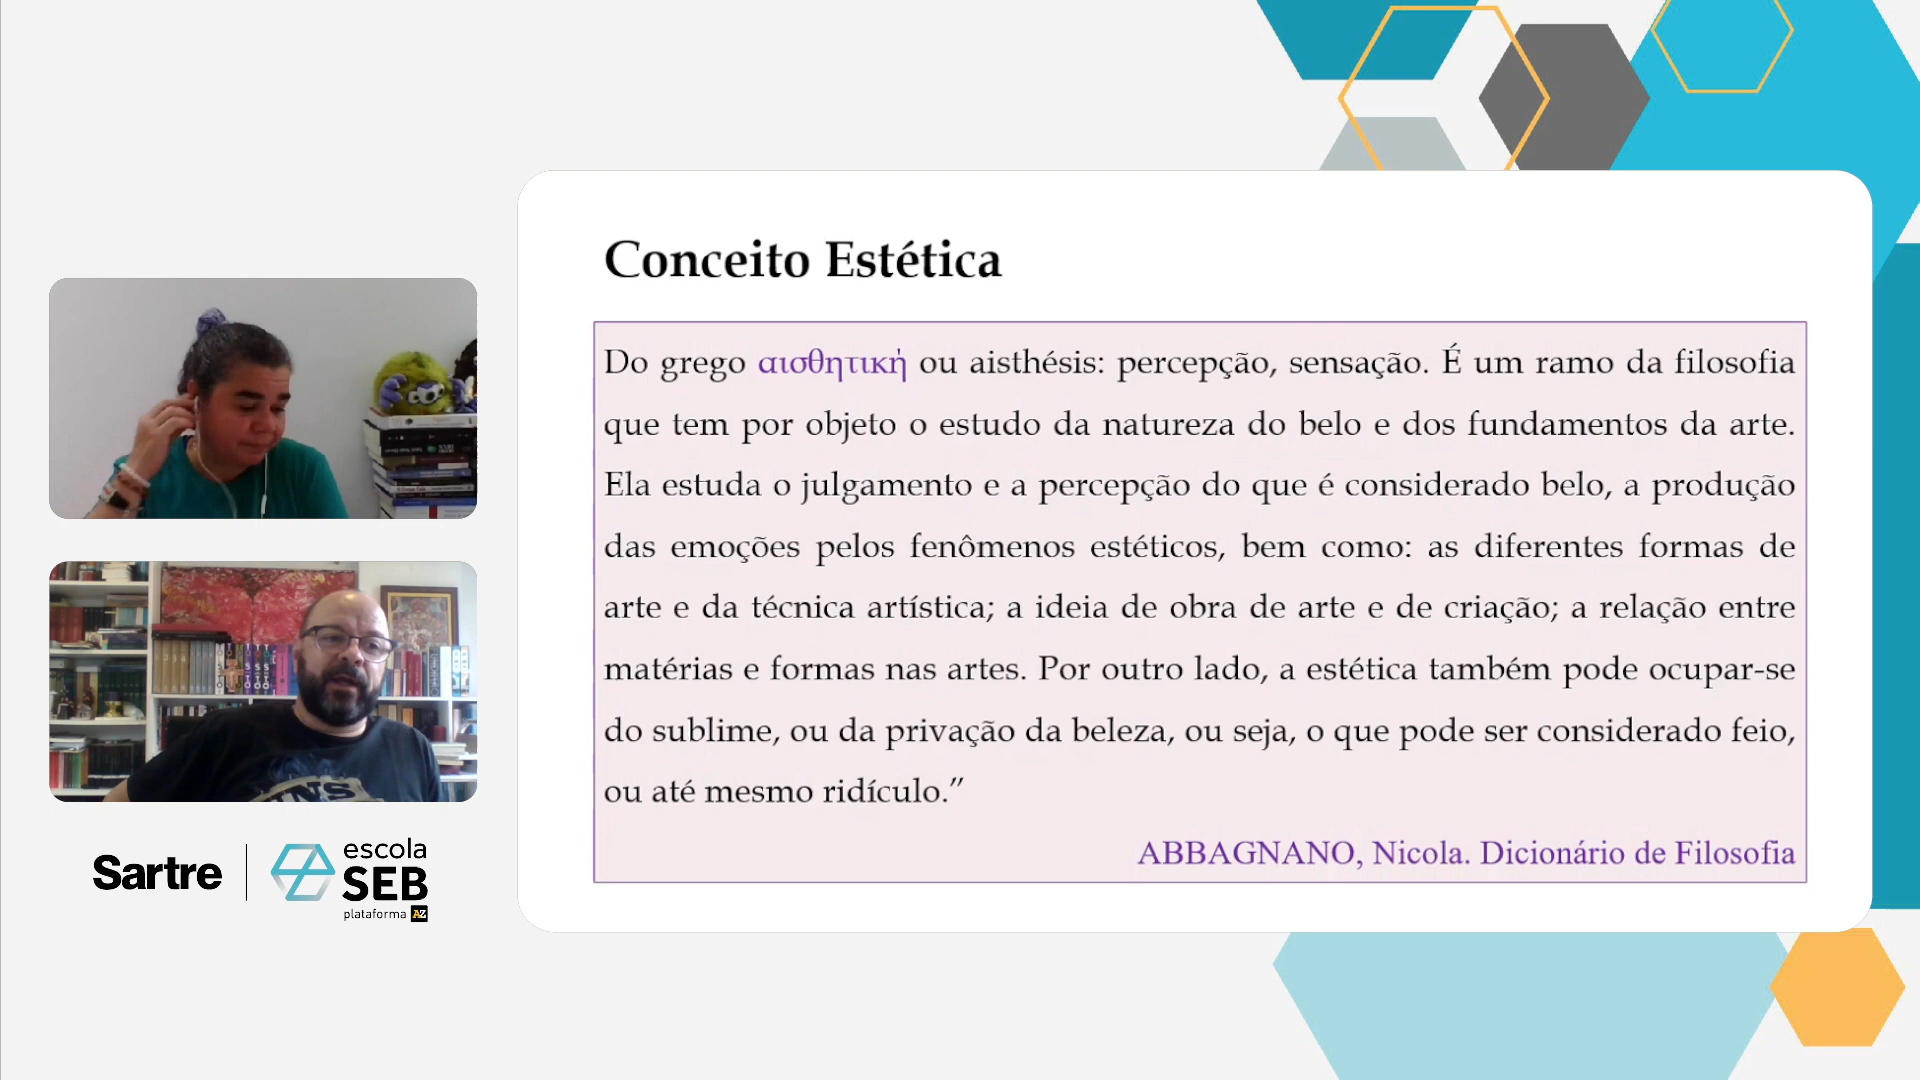 Conceito Estética
Do grego αισθητικὴ ou aisthésis: percepção, sensação. É um ramo da filosofia
que tem por objeto o estudo da natureza do belo e dos fundamentos da arte.
Ela estuda o julgamento e a percepção do que é considerado belo, a produção
das emoções pelos fenômenos estéticos, bem como: as diferentes formas de
arte e da técnica artística; a ideia de obra de arte e de criação; a relação entre
matérias e formas nas artes. Por outro lado, a estética também pode ocupar-se
do sublime, ou da privação da beleza, ou seja, o que pode ser considerado feio,
ou até mesmo ridículo.”
ABBAGNANO, Nicola. Dicionário de Filosofia
Sartre
escola
SEB
plataforma AZ